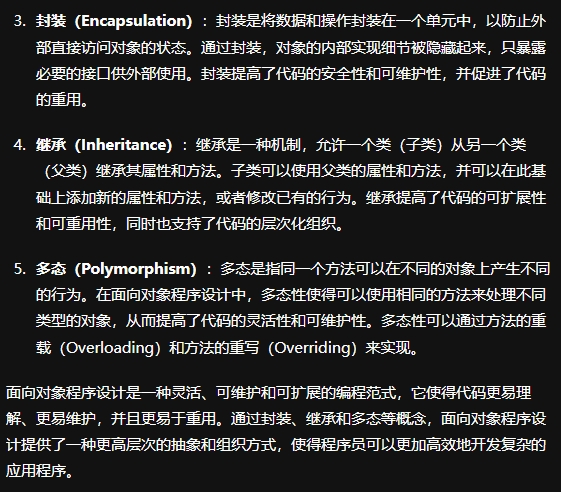 3. 封装（Encapsulation）：封装是将数据和操作封装在一个单元中，以防止外
部直接访问对象的状态。通过封装，对象的内部实现细节被隐藏起来，只暴露
必要的接口供外部使用。封装提高了代码的安全性和可维护性，并促进了代码
的重用。
4. 继承（Inheritance）：继承是一种机制，允许一个类（子类）从另一个类
（父类）继承其属性和方法。子类可以使用父类的属性和方法，并可以在此基
础上添加新的属性和方法，或者修改已有的行为。继承提高了代码的可扩展性
和可重用性，同时也支持了代码的层次化组织。
5. 多态（Polymorphism）：多态是指同一个方法可以在不同的对象上产生不同
的行为。在面向对象程序设计中，多态性使得可以使用相同的方法来处理不同
类型的对象，从而提高了代码的灵活性和可维护性。多态性可以通过方法的重
载（Overloading）和方法的重写（Overriding）来实现。
面向对象程序设计是一种灵活、可维护和可扩展的编程范式，它使得代码更易理
解、更易维护，并且更易于重用。通过封装、继承和多态等概念，面向对象程序设
计提供了一种更高层次的抽象和组织方式，使得程序员可以更加高效地开发复杂的
应用程序。